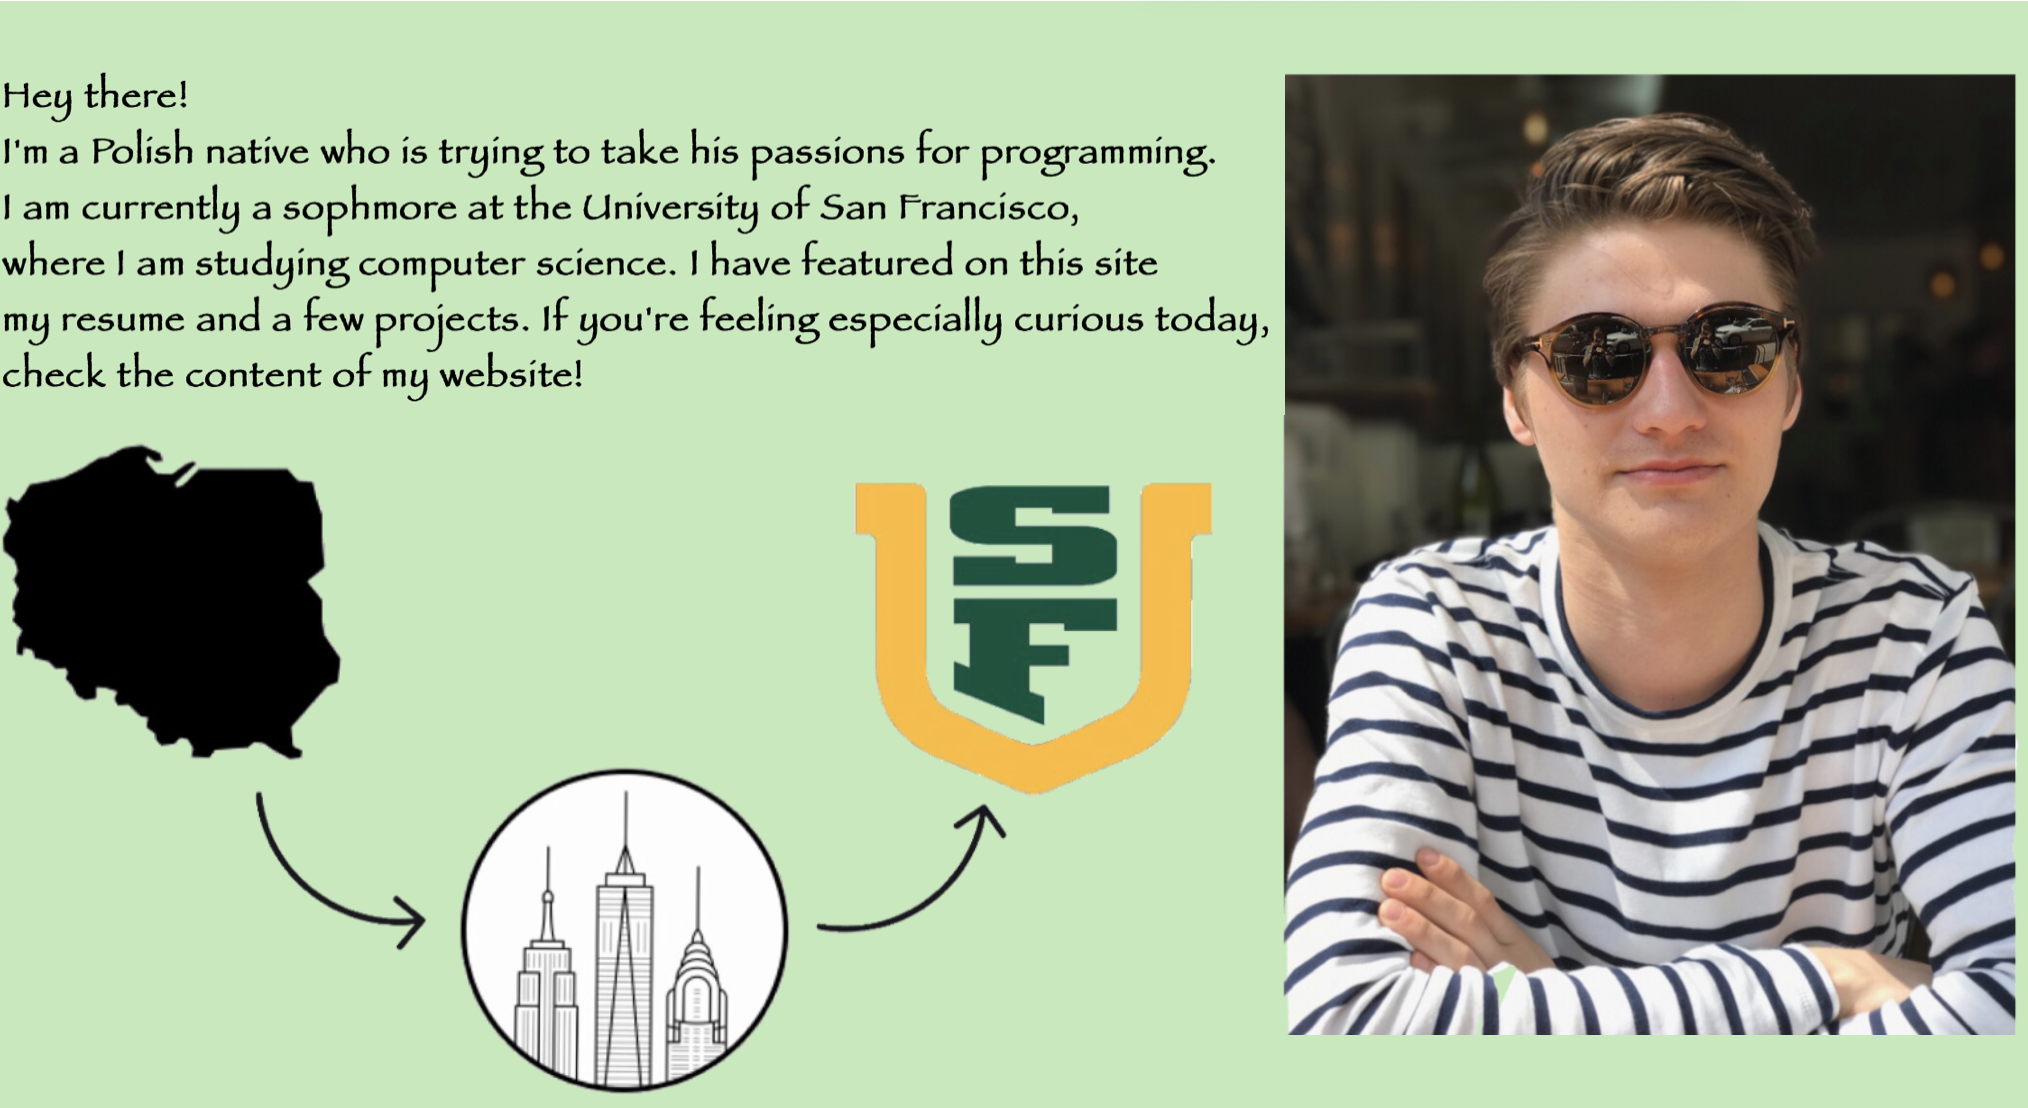 Hey there!
I'm a Polish native who is trying to take his passions for programming.
I am currently a sophmore at the University of San Francisco,
where I am studying computer science. I have featured on this site
my resume and a few projects. If you're feeling especially curious today,
check the content of my website!
U
SF